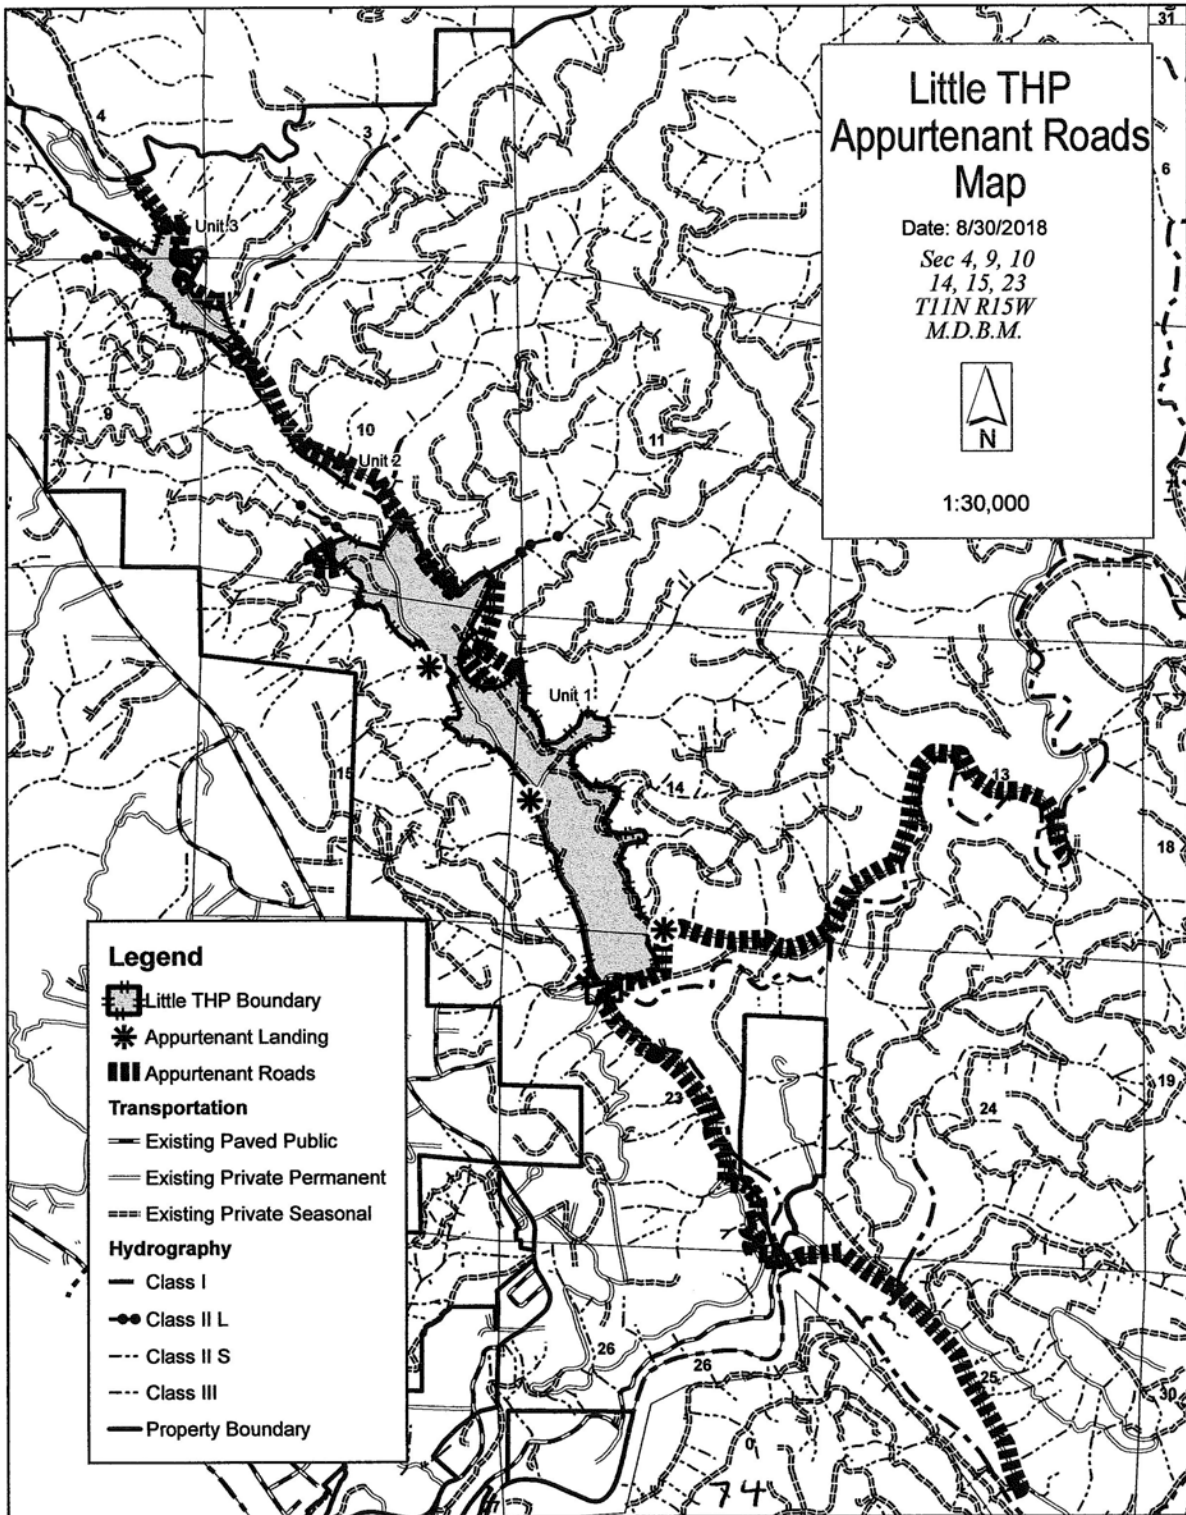 31
Little THP
Appurtenant Roads
Map
Date: 8/30/2018
Sec 4, 9, 10
14, 15, 23
T11N R15W
M.D.B.M.
N
1:30,000
4
3
2
6
Unit 3
9
10
11
Unit 2
Unit 1
15
14
13
18
23
24
19
26
26
25
30
0
74
Legend
Little THP Boundary
Appurtenant Landing
Appurtenant Roads
Transportation
Existing Paved Public
Existing Private Permanent
Existing Private Seasonal
Hydrography
Class I
Class II L
Class II S
Class III
Property Boundary